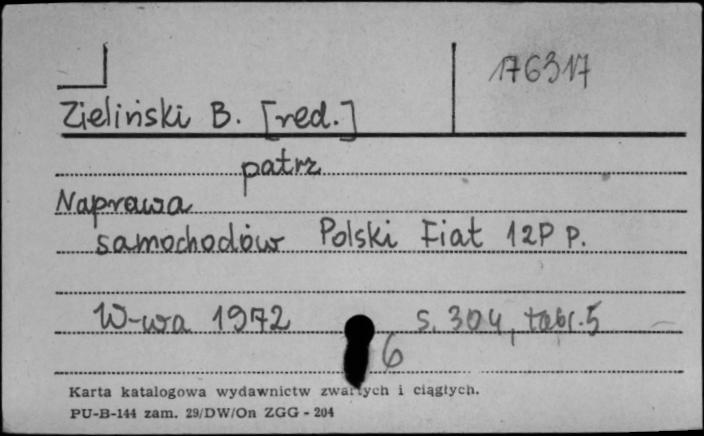 176317
Zieliński B. [red.]
patrz
Naprawa
samochodów Polski Fiat 12P p.
W-wa 1972 s. 304, tabl. 5
6
Karta katalogowa wydawnictw zwartych i ciągłych.
PU-B-144 zam. 29/DW/On ZGG - 204